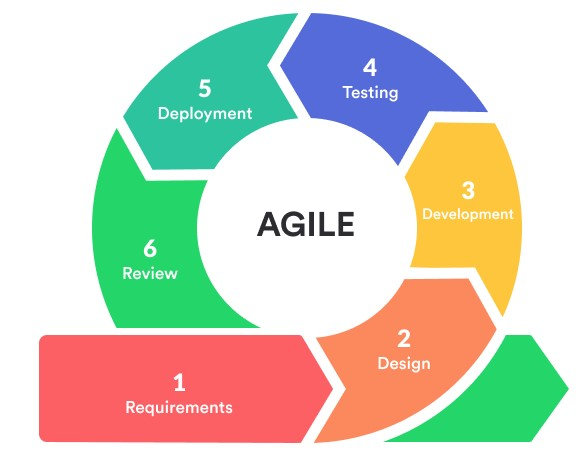 AGILE
1
Requirements
2
Design
3
Development
4
Testing
5
Deployment
6
Review